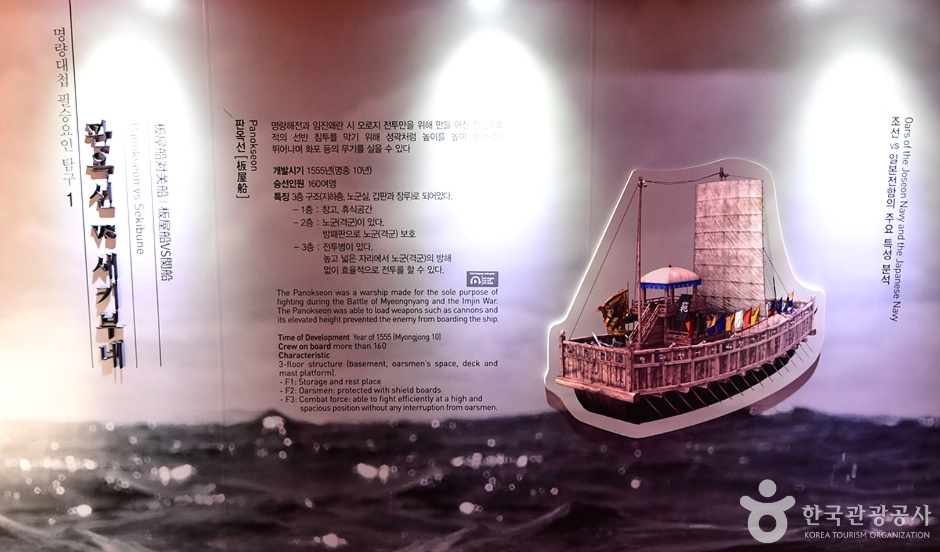 명량대첩 필승요인 탐구 1
판옥선 vs 세키부네
Panokseon vs Sekibune
板屋船对关船 | 板屋船VS関船
Panokseon
판옥선 [板屋船]
명량해전과 임진왜란 시 오로지 전투만을 위해 만들어진
적의 선반 침투를 막기 위해 성곽처럼 높이를 높여
뛰어나며 화포 등의 무기를 실을 수 있다
개발시기 1555년(명종 10년)
승선인원 160여명
특징 3층 구조(지하층, 노군실, 갑판과 장루)로 되어있다.
– 1층 : 창고, 휴식공간
– 2층 : 노군(격군)이 있다.
방패판으로 노군(격군) 보호
– 3층 : 전투병이 있다.
높고 넓은 자리에서 노군(격군)의 방해
없이 효율적으로 전투를 할 수 있다.
The Panokseon was a warship made for the sole purpose of
fighting during the Battle of Myeongnyang and the Imjin War.
The Panokseon was able to load weapons such as cannons and
its elevated height prevented the enemy from boarding the ship.
Time of Development Year of 1555 (Myongjong 10)
Crew on board more than 160
Characteristic
3-floor structure (basement, oarsmen's space, deck and
mast platform).
- F1: Storage and rest place
- F2: Oarsmen: protected with shield boards
- F3: Combat force: able to fight efficiently at a high and
spacious position without any interruption from oarsmen.
Oars of the Joseon Navy and the Japanese Navy
조선 vs 일본전함의 주요 특성 분석
한국관광공사
KOREA TOURISM ORGANIZATION